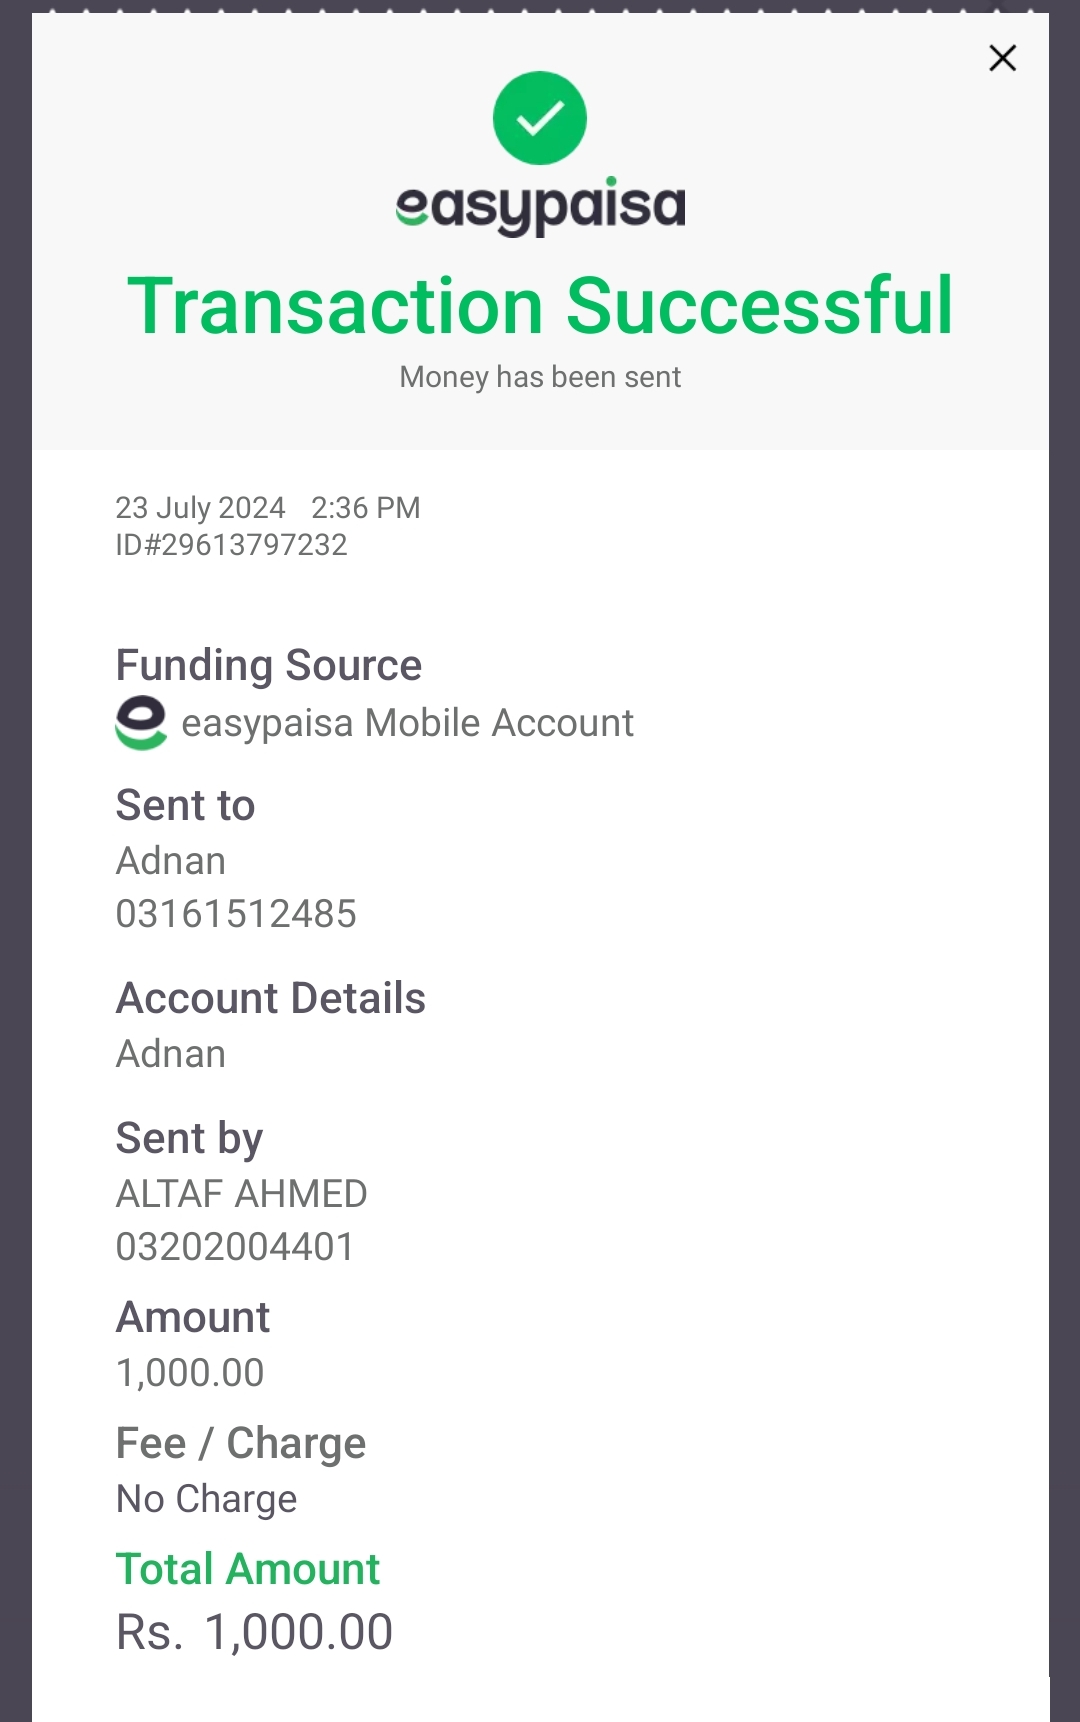 easypaisa
Transaction Successful
Money has been sent
23 July 2024 2:36 PM
ID#29613797232
Funding Source
easypaisa Mobile Account
Sent to
Adnan
03161512485
Account Details
Adnan
Sent by
ALTAF AHMED
03202004401
Amount
1,000.00
Fee / Charge
No Charge
Total Amount
Rs. 1,000.00